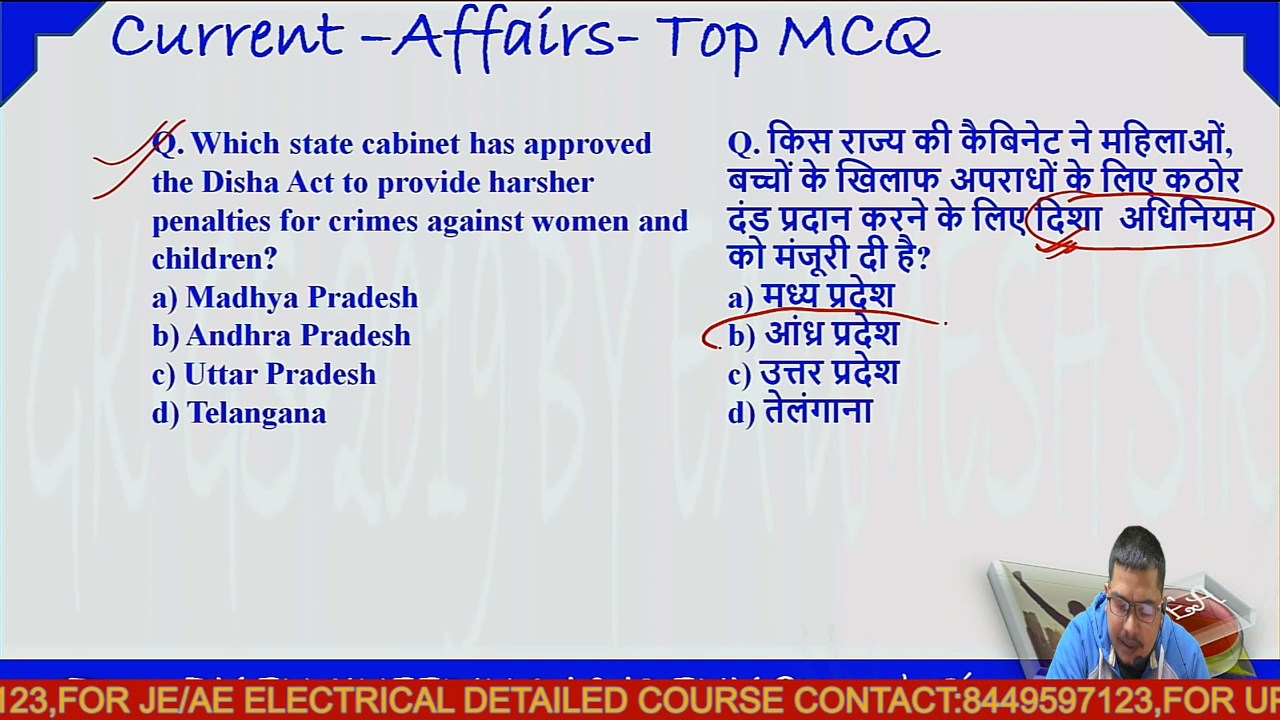 Current –Affairs- Top MCQ
Q. Which state cabinet has approved
the Disha Act to provide harsher
penalties for crimes against women and
children?
a) Madhya Pradesh
b) Andhra Pradesh
c) Uttar Pradesh
d) Telangana
Q. किस राज्य की कैबिनेट ने महिलाओं,
बच्चों के खिलाफ अपराधों के लिए कठोर
दंड प्रदान करने के लिए दिशा अधिनियम
को मंजूरी दी है?
a) मध्य प्रदेश
b) आंध्र प्रदेश
c) उत्तर प्रदेश
d) तेलंगाना
123,FOR JE/AE ELECTRICAL DETAILED COURSE CONTACT:8449597123,FOR